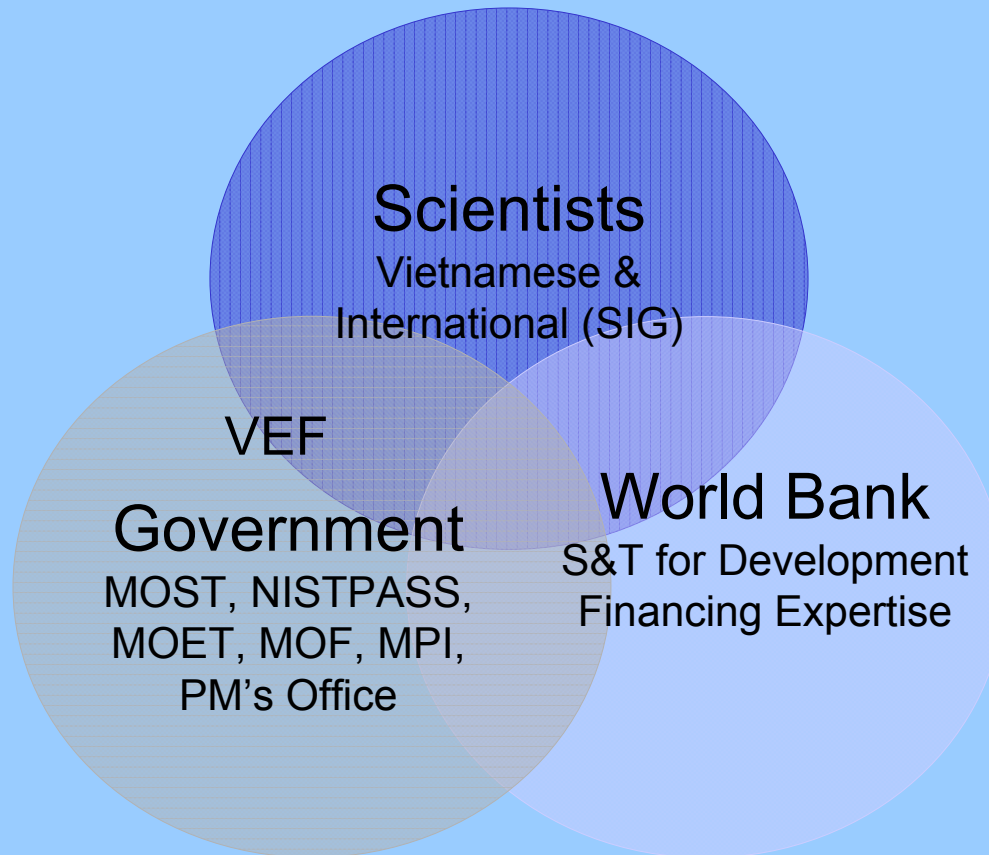 Scientists
Vietnamese &
International (SIG)
VEF
Government
MOST, NISTPASS,
MOET, MOF, MPI,
PM’s Office
World Bank
S&T for Development
Financing Expertise